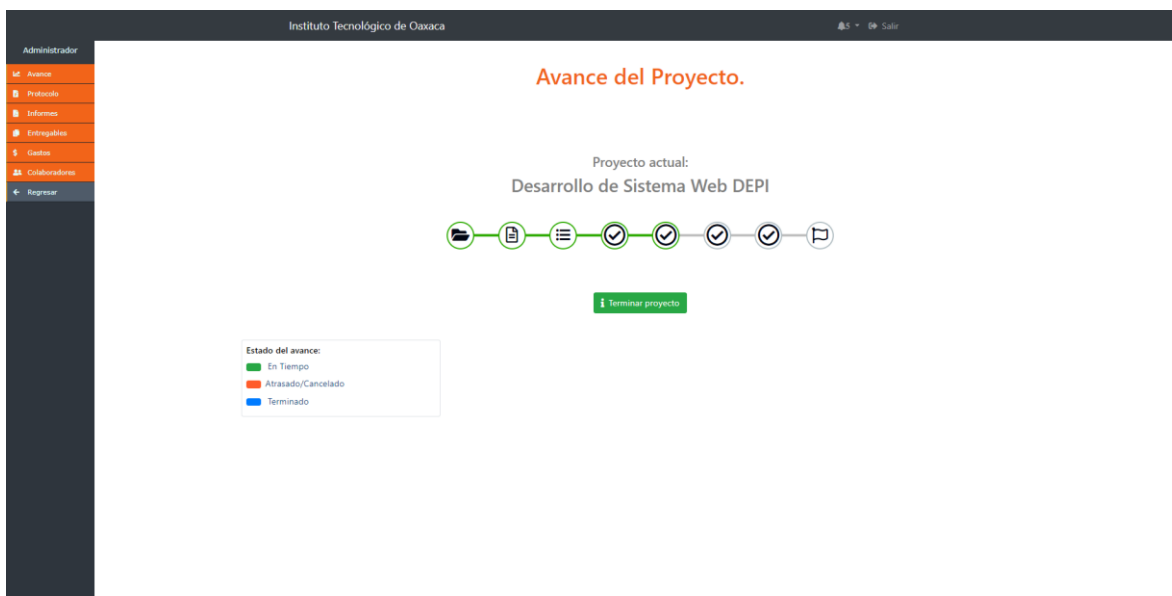 Instituto Tecnológico de Oaxaca
5
Salir
Administrador
Avance
Protocolo
Informes
Entregables
Gastos
Colaboradores
Regresar
Avance del Proyecto.
Proyecto actual:
Desarrollo de Sistema Web DEPI
Terminar proyecto
Estado del avance:
En Tiempo
Atrasado/Cancelado
Terminado